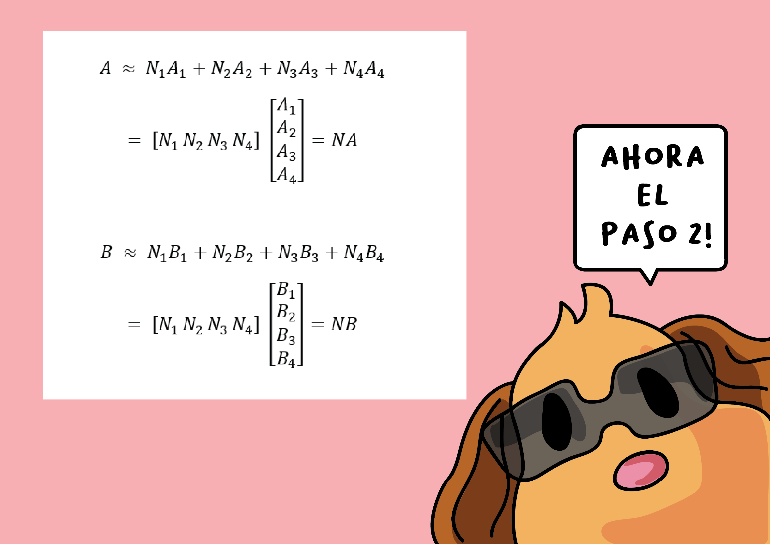 A ≈ N₁A₁ + N₂A₂ + N₃A₃ + N₄A₄
= [N₁ N₂ N₃ N₄] [A₁ A₂ A₃ A₄] = NA
B ≈ N₁B₁ + N₂B₂ + N₃B₃ + N₄B₄
= [N₁ N₂ N₃ N₄] [B₁ B₂ B₃ B₄] = NB
AHORA
EL
PASO 2!